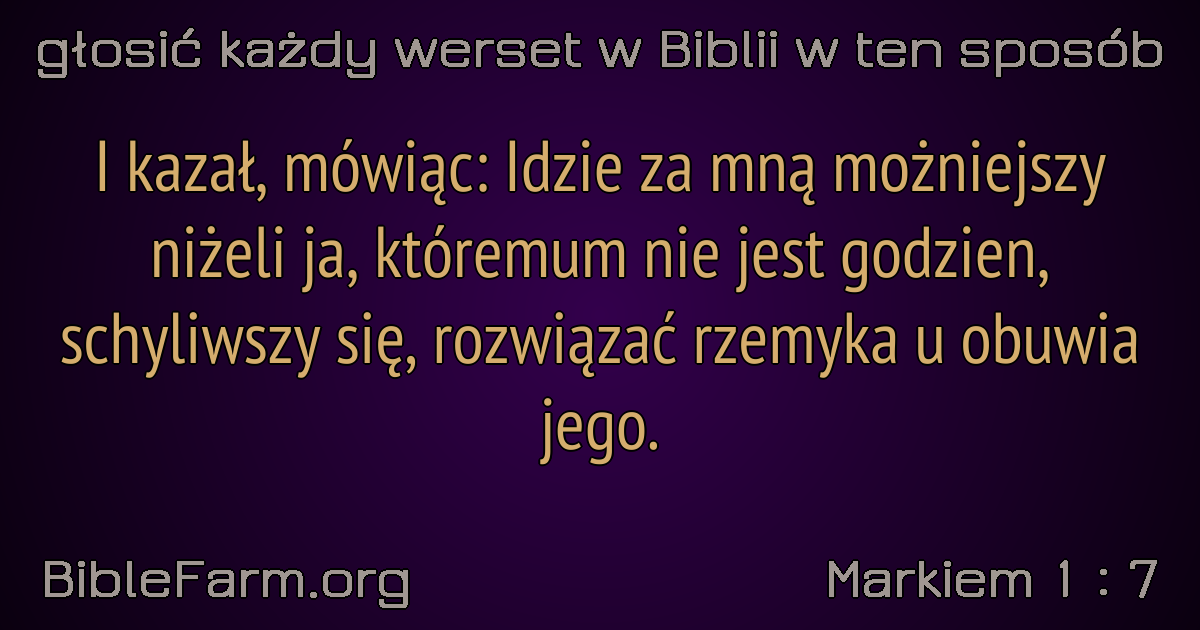 głosić każdy werset w Biblii w ten sposób
I kazał, mówiąc: Idzie za mną możniejszy
niżeli ja, któremum nie jest godzien,
schyliwszy się, rozwiązać rzemyka u obuwia
jego.
BibleFarm.org
Markiem 1 : 7